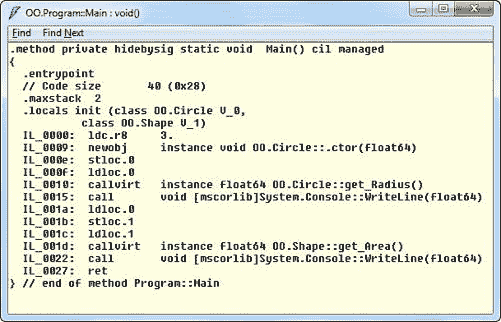 OO.Program::Main : void()
Find Find Next
.method private hidebysig static void  Main() cil managed
{
  .entrypoint
  // Code size       40 (0x28)
  .maxstack  2
  .locals init (class OO.Circle V_0,
           class OO.Shape V_1)
  IL_0000:  ldc.r8     3.
  IL_0009:  newobj     instance void OO.Circle::.ctor(float64)
  IL_000e:  stloc.0
  IL_000f:  ldloc.0
  IL_0010:  callvirt   instance float64 OO.Circle::get_Radius()
  IL_0015:  call       void [mscorlib]System.Console::WriteLine(float64)
  IL_001a:  ldloc.0
  IL_001b:  stloc.1
  IL_001c:  ldloc.1
  IL_001d:  callvirt   instance float64 OO.Shape::get_Area()
  IL_0022:  call       void [mscorlib]System.Console::WriteLine(float64)
  IL_0027:  ret
} // end of method Program::Main